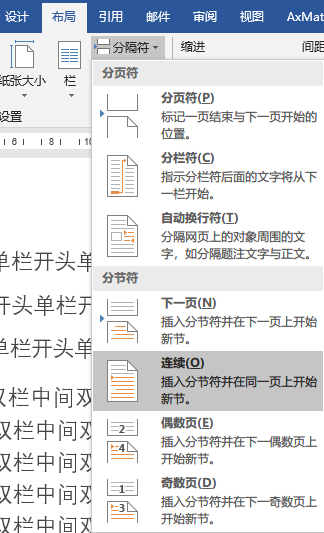 设计 布局 引用 邮件 审阅 视图 AxMat
分隔符 缩进 间距
纸张大小 栏
设置
分页符
分页符(P)
标记一页结束与下一页开始的
位置。
分栏符(C)
指示分栏符后面的文字将从下
一栏开始。
自动换行符(T)
分隔网页上的对象周围的文
字，如分隔题注文字与正文。
分节符
下一页(N)
插入分节符并在下一页上开始
新节。
连续(O)
插入分节符并在同一页上开始
新节。
偶数页(E)
插入分节符并在下一偶数页上
开始新节。
奇数页(D)
插入分节符并在下一奇数页上
开始新节。
6 8 10
2
4
1
3
单栏开头单
栏开头单栏开
单栏开头单
双栏中间双
双栏中间双
双栏中间双
双栏中间双
双栏中间双